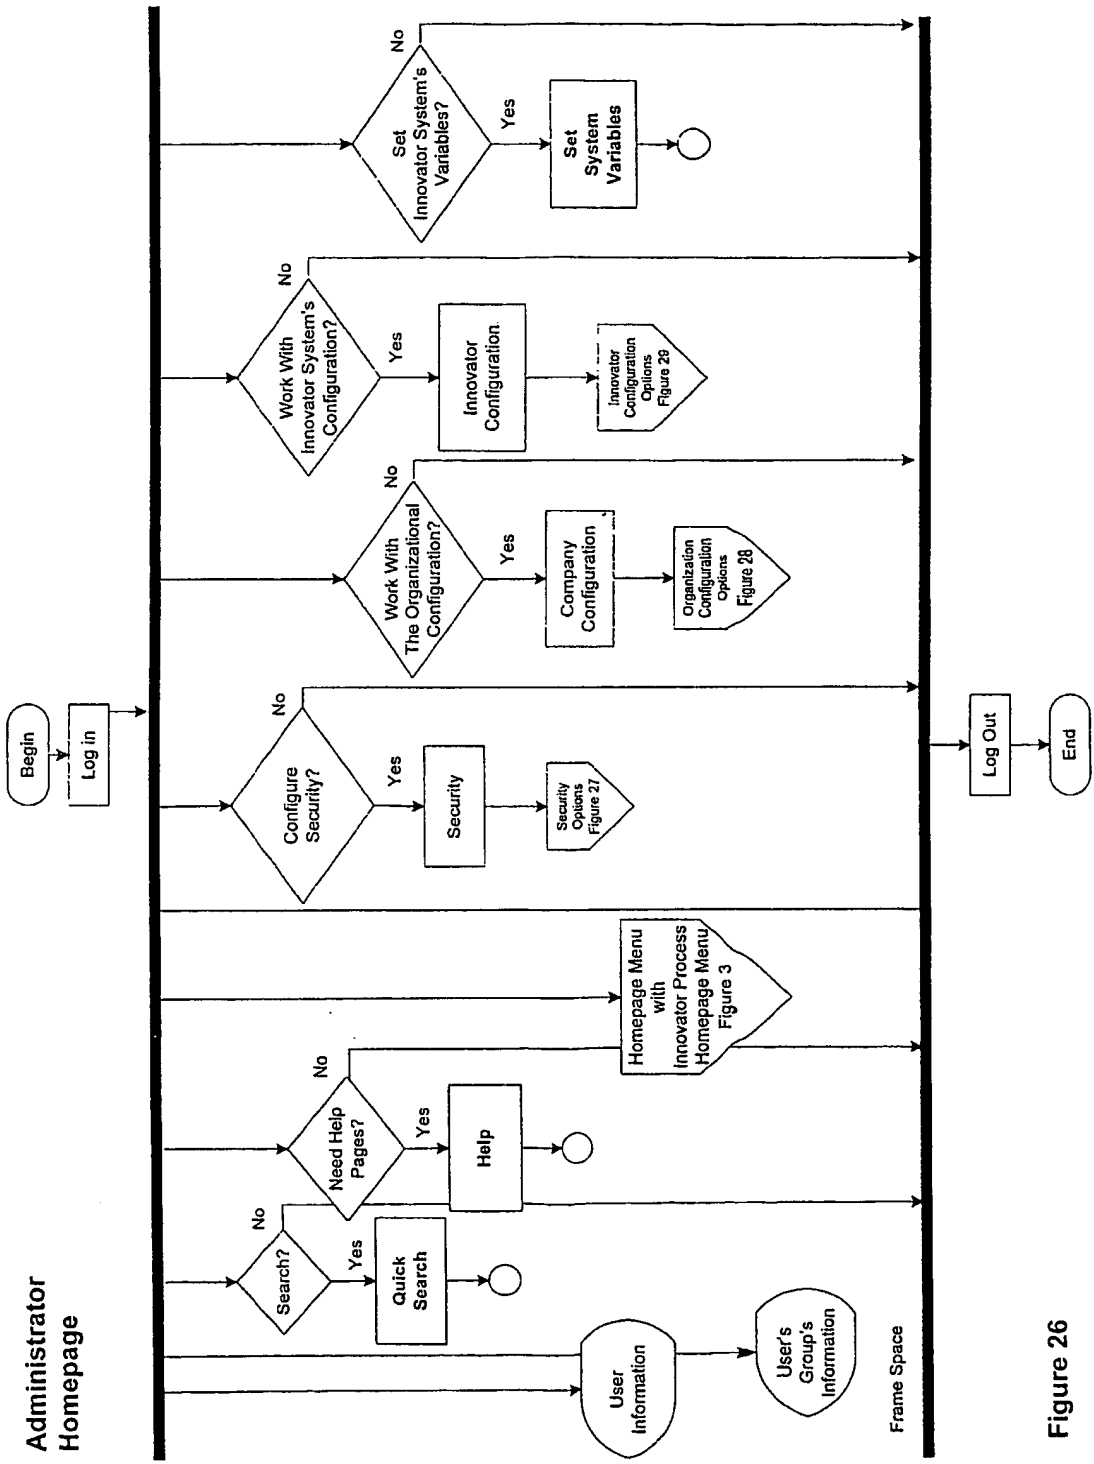 Administrator
Homepage
Begin
Log in
Search?
No
Yes
Quick
Search
Need Help
Pages?
No
Yes
Help
User
Information
User's
Group's
Information
Frame Space
Homepage Menu
with
Innovator Process
Homepage Menu
Figure 3
Configure
Security?
No
Yes
Security
Security
Options
Figure 27
Work With
The Organizational
Configuration?
No
Yes
Company
Configuration
Organization
Configuration
Options
Figure 28
Work With
Innovator System's
Configuration?
No
Yes
Innovator
Configuration
Innovator
Configuration
Options
Figure 29
Set
Innovator System's
Variables?
No
Yes
Set
System
Variables
Log Out
End
Figure 26